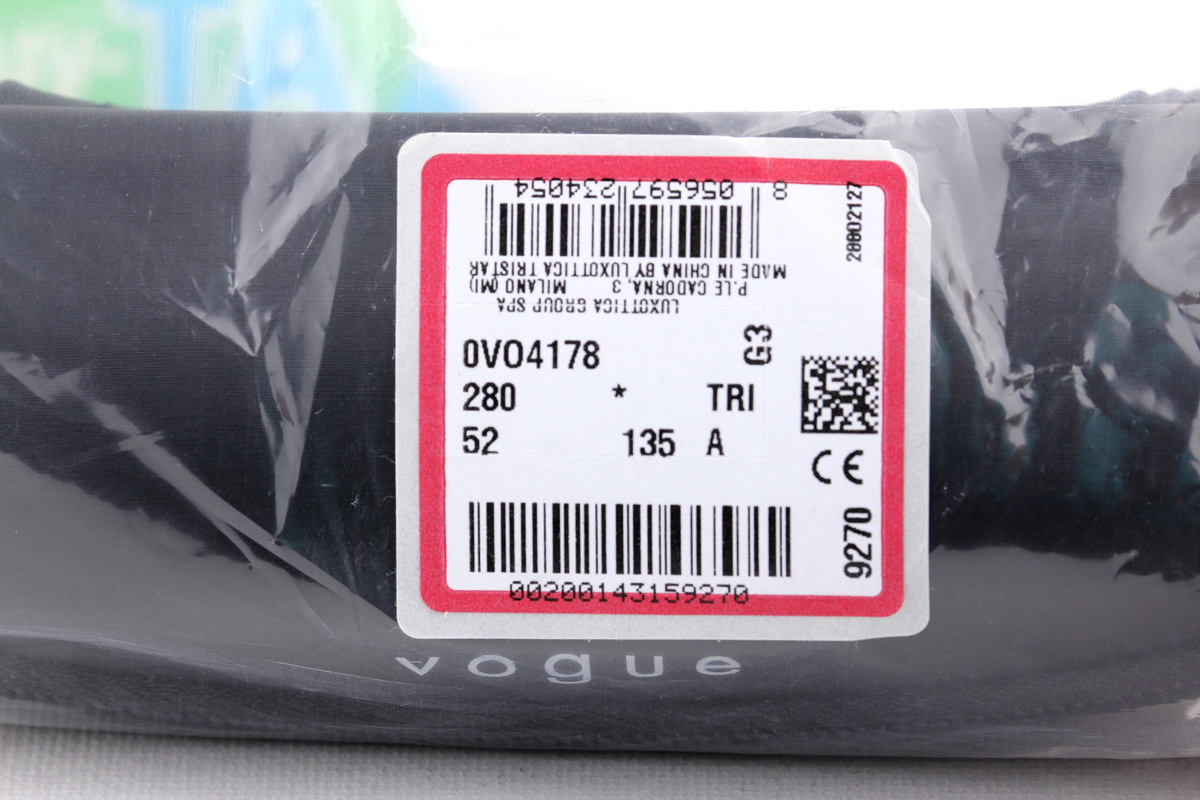 8 056597 234054
MADE IN CHINA BY LUXOTTICA TRISTAR
P.LE CADORNA, 3 MILANO (MI)
LUXOTTICA GROUP SPA
28802127
0VO4178
G3
280 * TRI
52 135 A
CE
9270
00200143159270
vogue